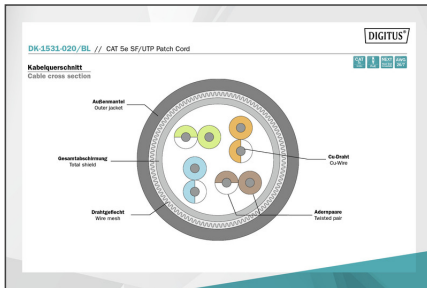 DIGITUS®
DK-1531-020/BL // CAT 5e SF/UTP Patch Cord
Kabelquerschnitt
Cable cross section
Außenmantel
Outer jacket
Gesamtabschirmung
Total shield
Drahtgeflecht
Wire mesh
Cu-Draht
Cu-Wire
Adernpaare
Twisted pair